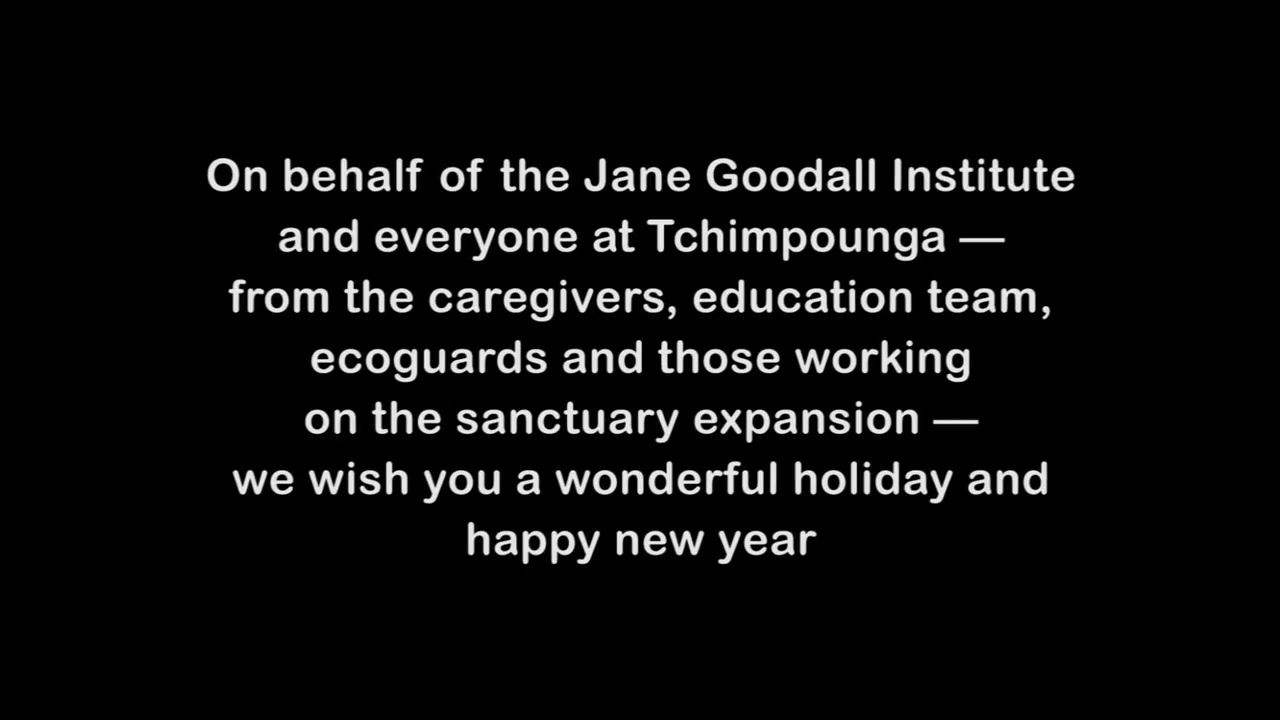 On behalf of the Jane Goodall Institute
and everyone at Tchimpounga —
from the caregivers, education team,
ecoguards and those working
on the sanctuary expansion —
we wish you a wonderful holiday and
happy new year